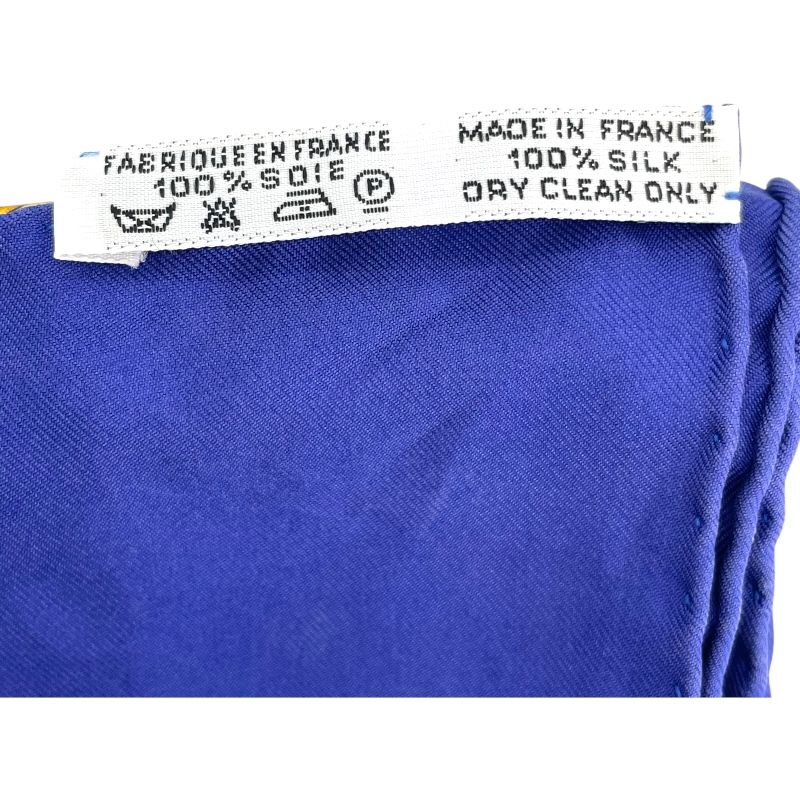 FABRIQUE EN FRANCE
100% SOIE
P
MADE IN FRANCE
100% SILK
DRY CLEAN ONLY